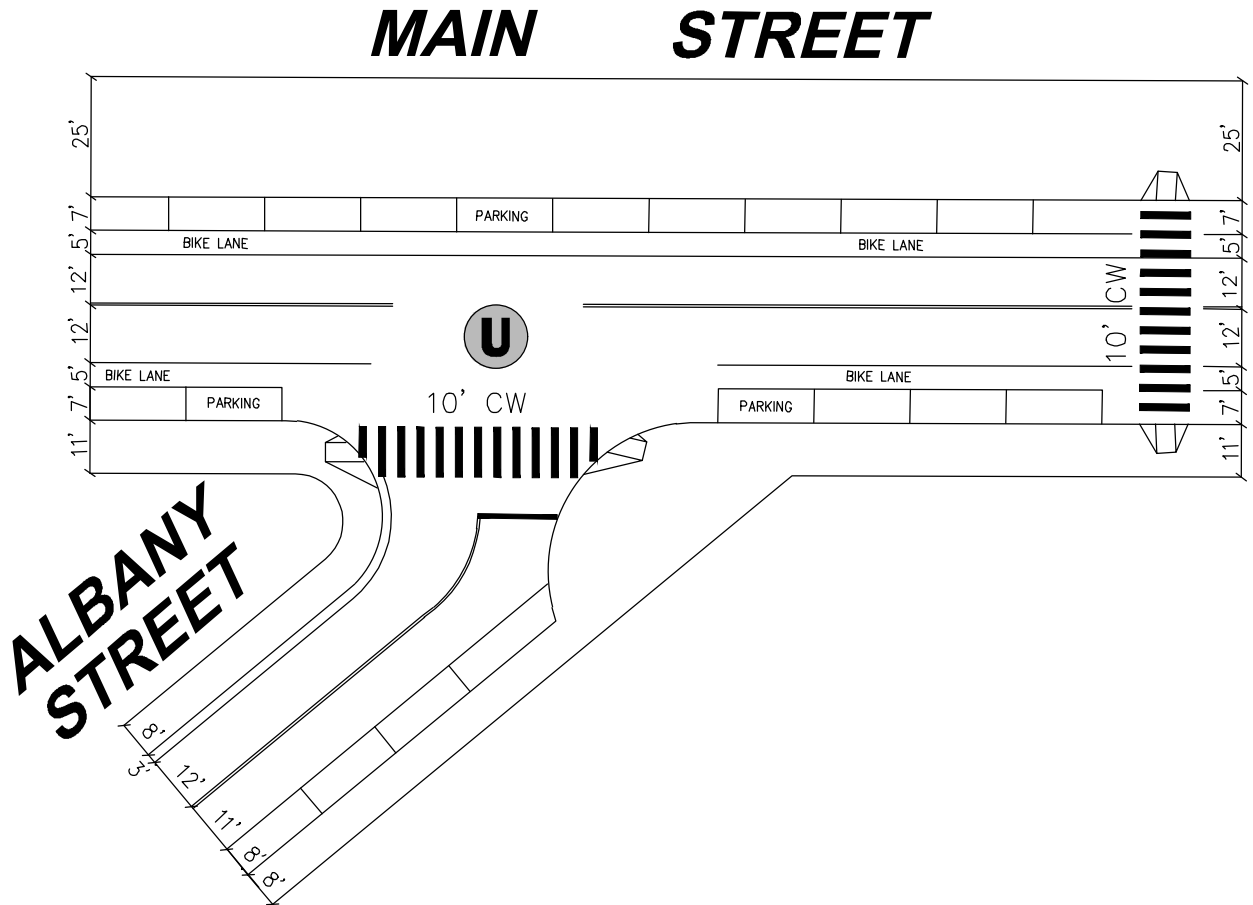 MAIN STREET
25'
25'
7'
PARKING
7'
5'
BIKE LANE
BIKE LANE
5'
12'
10' CW
12'
12'
U
12'
5'
BIKE LANE
BIKE LANE
5'
7'
PARKING
10' CW
PARKING
7'
11'
11'
ALBANY
STREET
8'
3'
12'
11'
8'
8'